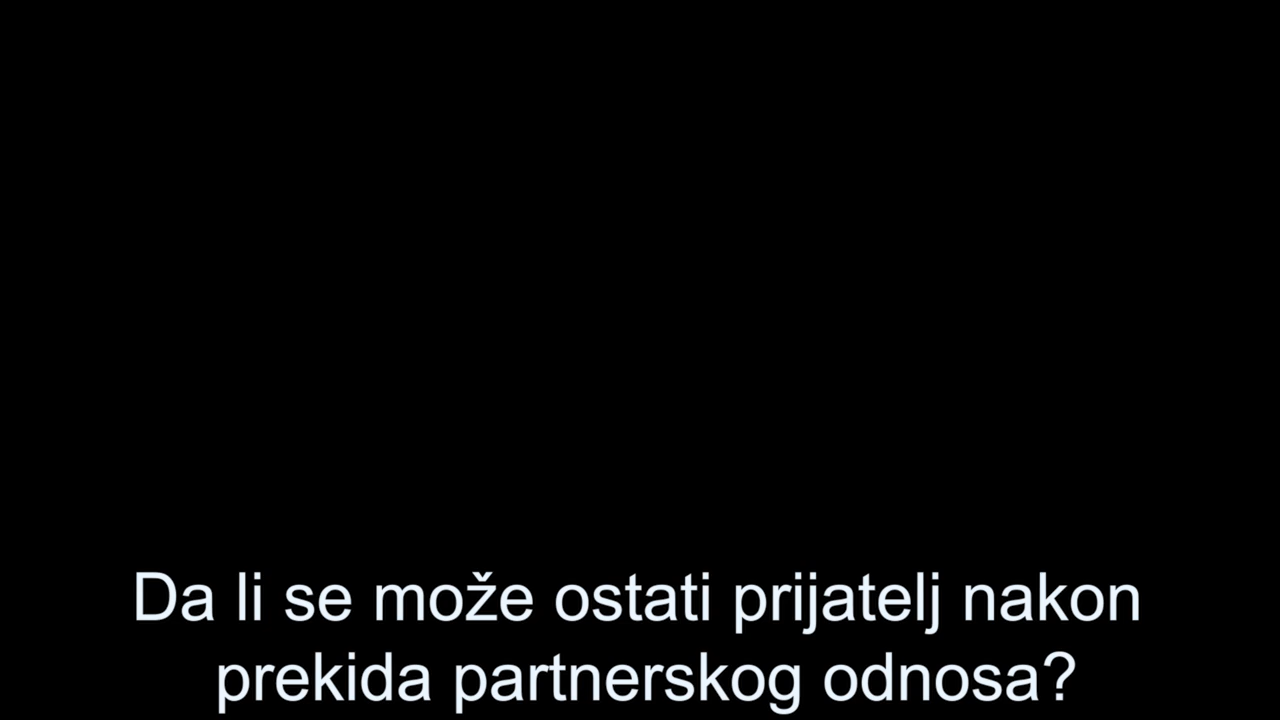 Da li se može ostati prijatelj nakon
prekida partnerskog odnosa?